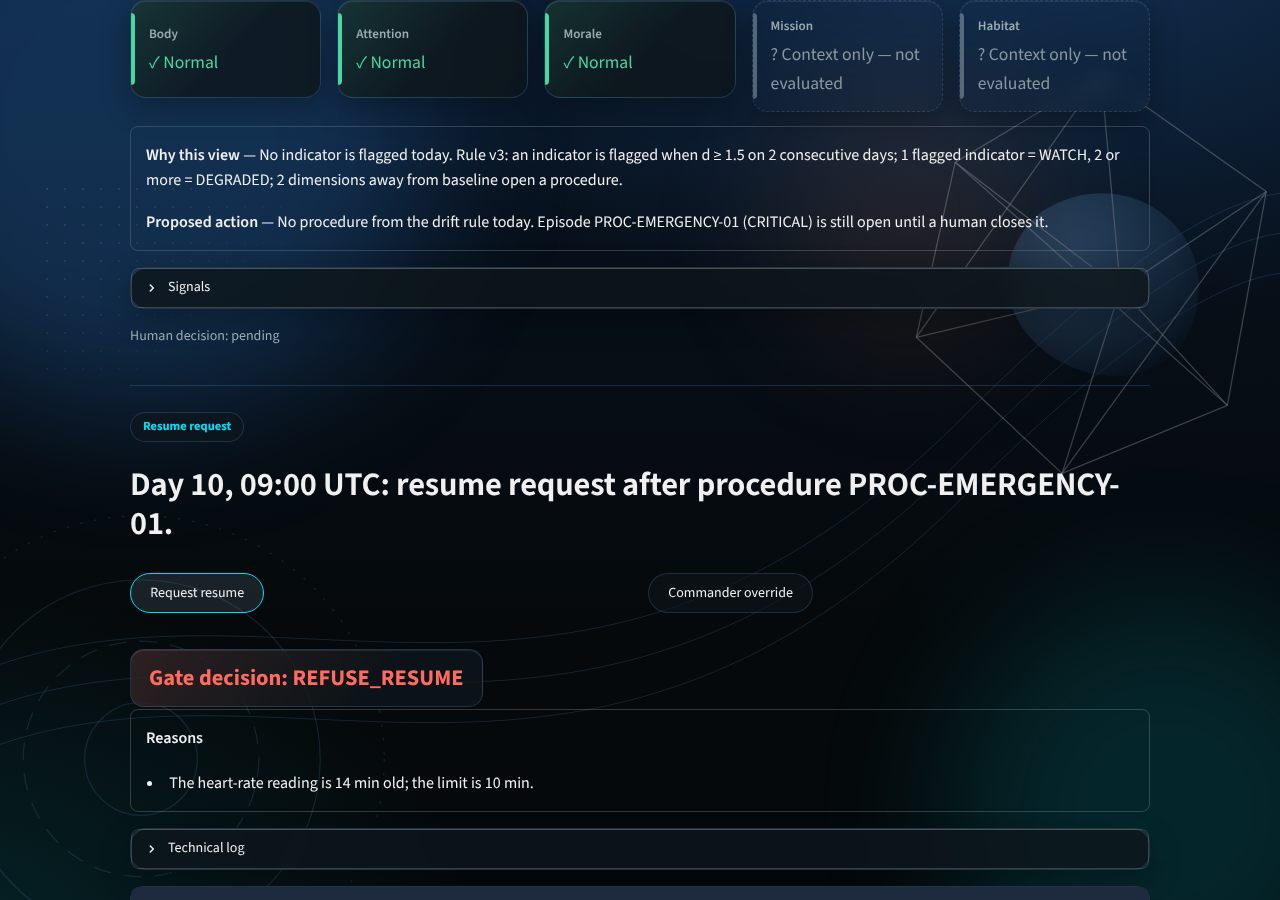 Body
✓ Normal
Attention
✓ Normal
Morale
✓ Normal
Mission
? Context only — not
evaluated
Habitat
? Context only — not
evaluated
Why this view — No indicator is flagged today. Rule v3: an indicator is flagged when d ≥ 1.5 on 2 consecutive days; 1 flagged indicator = WATCH, 2 or
more = DEGRADED; 2 dimensions away from baseline open a procedure.
Proposed action — No procedure from the drift rule today. Episode PROC-EMERGENCY-01 (CRITICAL) is still open until a human closes it.
Signals
Human decision: pending
Resume request
Day 10, 09:00 UTC: resume request after procedure PROC-EMERGENCY-
01.
Request resume
Commander override
Gate decision: REFUSE_RESUME
Reasons
• The heart-rate reading is 14 min old; the limit is 10 min.
Technical log